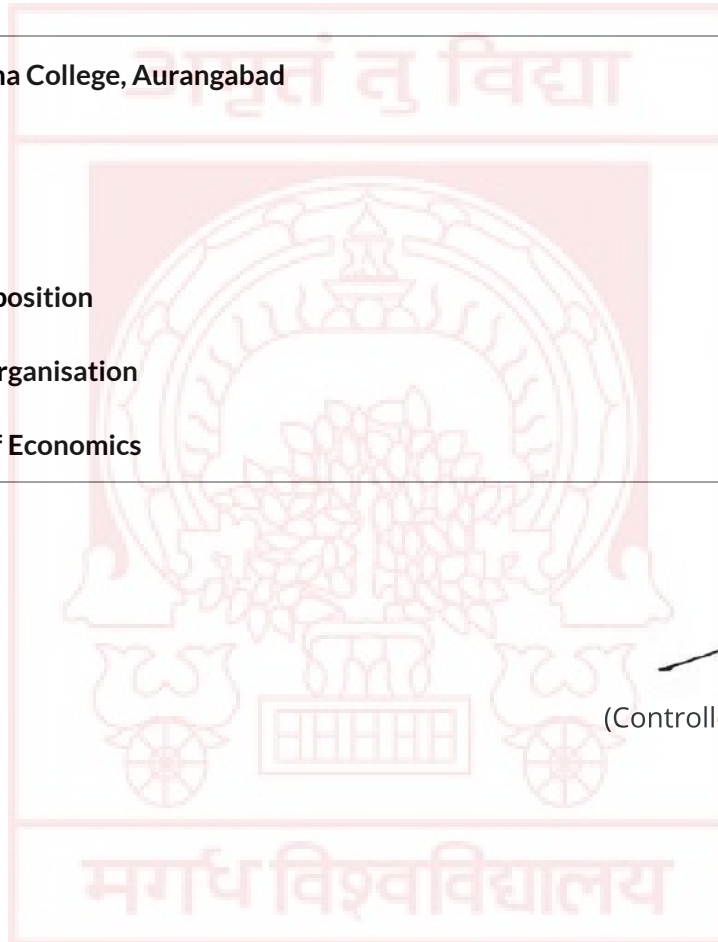 अमृतं तु विद्या
na College, Aurangabad
position
rganisation
f Economics
(Controll
मगध विश्वविद्यालय